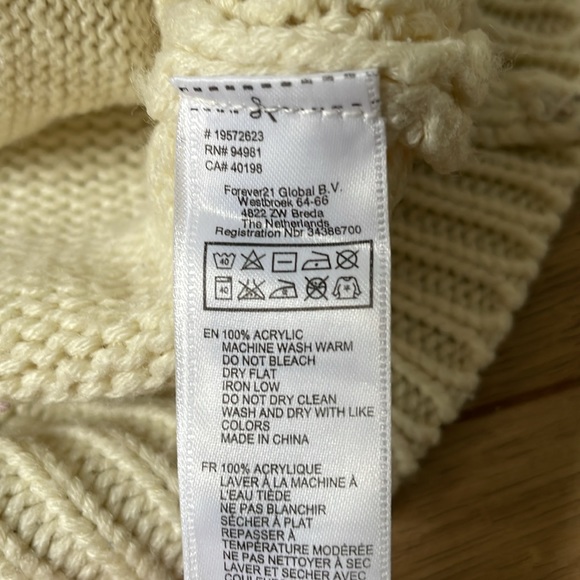 # 19572623
RN# 94981
CA# 40198
Forever21 Global B.V.
Westbroek 64-66
4822 ZW Breda
The Netherlands
Registration Nbr 34386700
40
40
EN 100% ACRYLIC
MACHINE WASH WARM
DO NOT BLEACH
DRY FLAT
IRON LOW
DO NOT DRY CLEAN
WASH AND DRY WITH LIKE
COLORS
MADE IN CHINA
FR 100% ACRYLIQUE
LAVER À LA MACHINE À
L'EAU TIÈDE
NE PAS BLANCHIR
SÉCHER À PLAT
REPASSER À
TEMPÉRATURE MODÉRÉE
NE PAS NETTOYER À SEC
LAVER ET SÉCHER AVEC